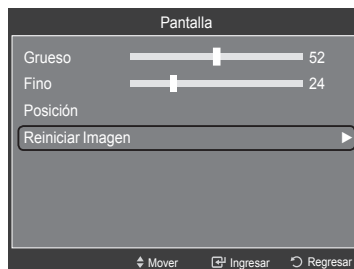 Pantalla
Grueso 52
Fino 24
Posición
Reiniciar Imagen
Mover Ingresar Regresar